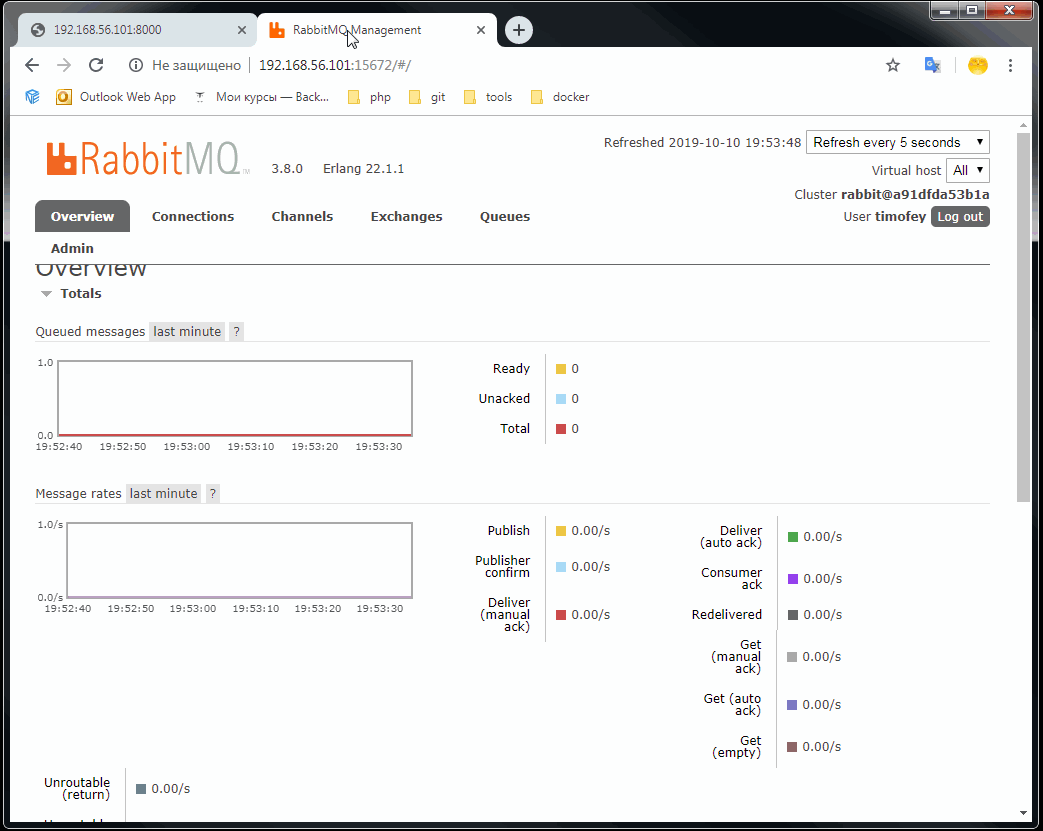 192.168.56.101:8000
RabbitMQ Management
Не защищено
192.168.56.101:15672/#/
Outlook Web App
Мои курсы — Back...
php
git
tools
docker
RabbitMQ TM
3.8.0
Erlang 22.1.1
Refreshed 2019-10-10 19:53:48
Refresh every 5 seconds
Virtual host All
Cluster rabbit@a91dfda53b1a
User timofey Log out
Overview
Connections
Channels
Exchanges
Queues
Admin
Overview
Totals
Queued messages last minute ?
1.0
0.0
19:52:40 19:52:50 19:53:00 19:53:10 19:53:20 19:53:30
Ready 0
Unacked 0
Total 0
Message rates last minute ?
1.0/s
0.0/s
19:52:40 19:52:50 19:53:00 19:53:10 19:53:20 19:53:30
Publish 0.00/s
Publisher
confirm 0.00/s
Deliver
(manual
ack) 0.00/s
Deliver
(auto ack) 0.00/s
Consumer
ack 0.00/s
Redelivered 0.00/s
Get
(manual
ack) 0.00/s
Get (auto
ack) 0.00/s
Get
(empty) 0.00/s
Unroutable
(return) 0.00/s